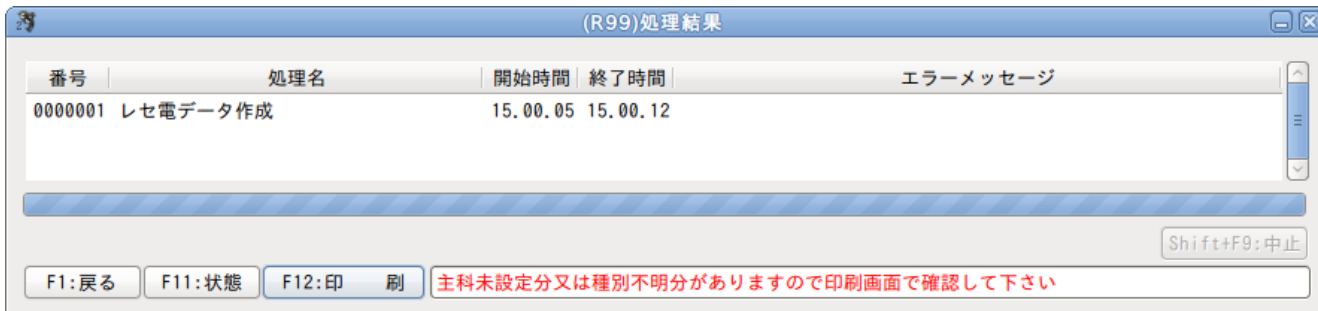 (R99)処理結果
番号 処理名 開始時間 終了時間 エラーメッセージ
0000001 レセ電データ作成 15.00.05 15.00.12
Shift+F9:中止
F1:戻る F11:状態 F12:印 刷 主科未設定分又は種別不明分がありますので印刷画面で確認して下さい